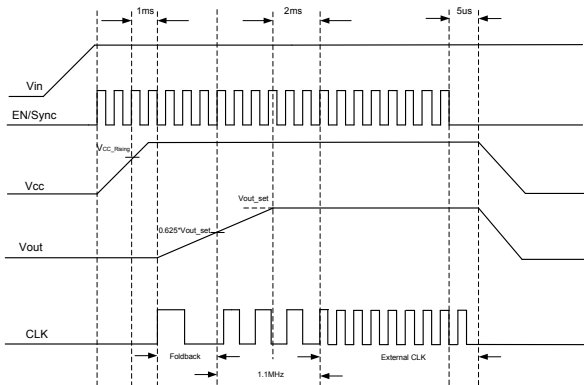 1ms
2ms
5us
Vin
EN/Sync
VCC_Rising
Vcc
Vout_set
0.625*Vout_set
Vout
CLK
Foldback
External CLK
1.1MHz